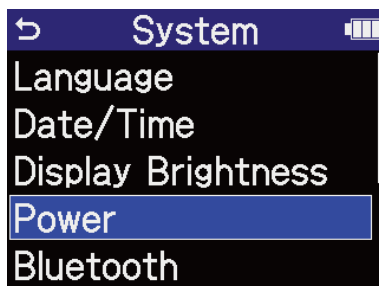 System
Language
Date/Time
Display Brightness
Power
Bluetooth